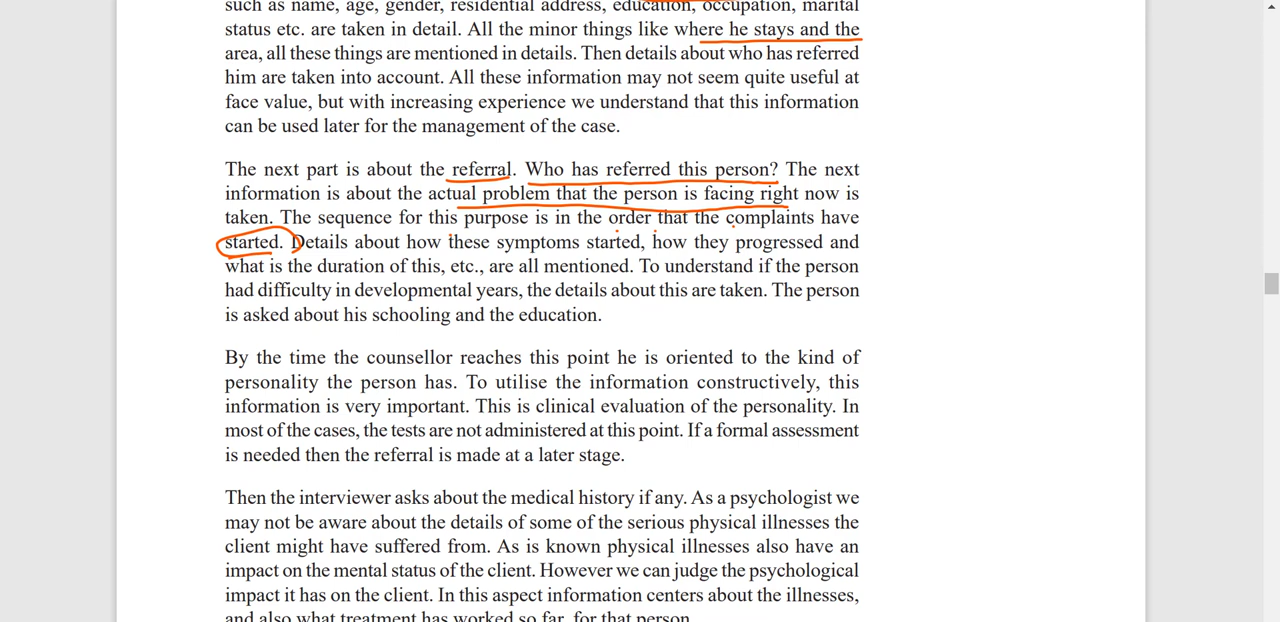 such as name, age, gender, residential address, education, occupation, marital
status etc. are taken in detail. All the minor things like where he stays and the
area, all these things are mentioned in details. Then details about who has referred
him are taken into account. All these information may not seem quite useful at
face value, but with increasing experience we understand that this information
can be used later for the management of the case.
The next part is about the referral. Who has referred this person? The next
information is about the actual problem that the person is facing right now is
taken. The sequence for this purpose is in the order that the complaints have
started. Details about how these symptoms started, how they progressed and
what is the duration of this, etc., are all mentioned. To understand if the person
had difficulty in developmental years, the details about this are taken. The person
is asked about his schooling and the education.
By the time the counsellor reaches this point he is oriented to the kind of
personality the person has. To utilise the information constructively, this
information is very important. This is clinical evaluation of the personality. In
most of the cases, the tests are not administered at this point. If a formal assessment
is needed then the referral is made at a later stage.
Then the interviewer asks about the medical history if any. As a psychologist we
may not be aware about the details of some of the serious physical illnesses the
client might have suffered from. As is known physical illnesses also have an
impact on the mental status of the client. However we can judge the psychological
impact it has on the client. In this aspect information centers about the illnesses,
and also what treatment has worked so far, for that person.